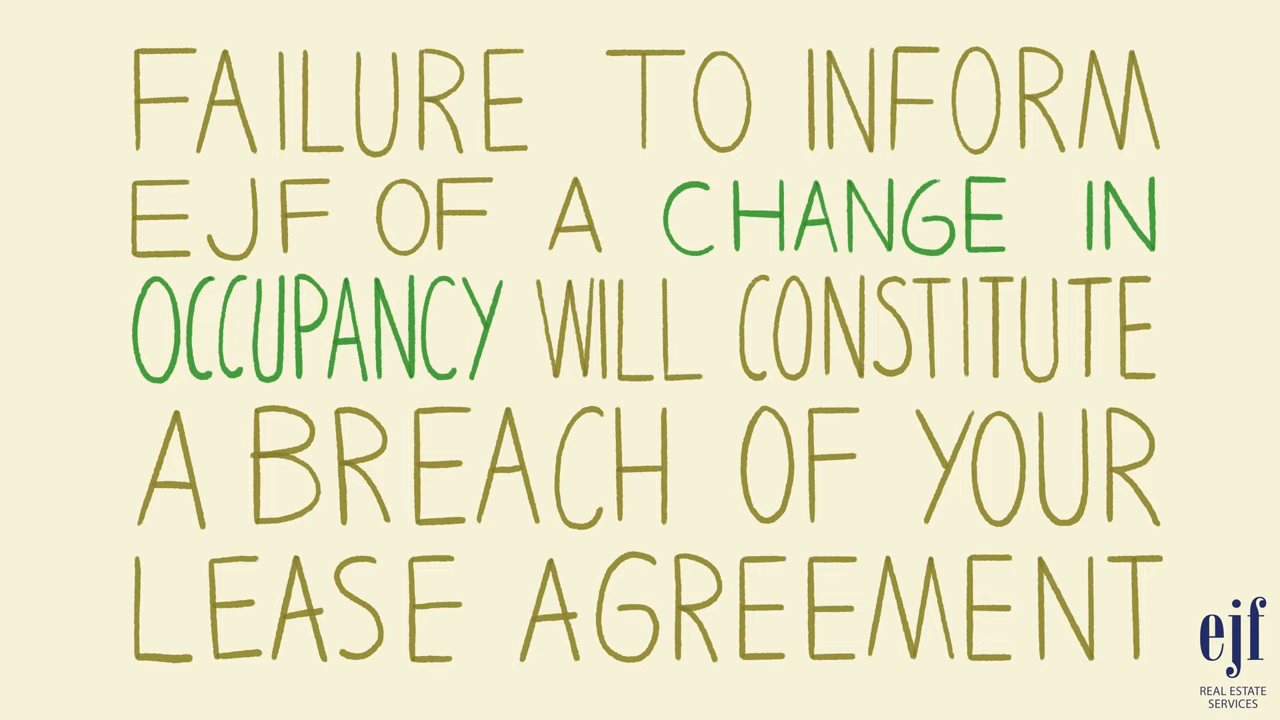 FAILURE TO INFORM
EJF OF A CHANGE IN
OCCUPANCY WILL CONSTITUTE
A BREACH OF YOUR
LEASE AGREEMENT
ejf
REAL ESTATE
SERVICES